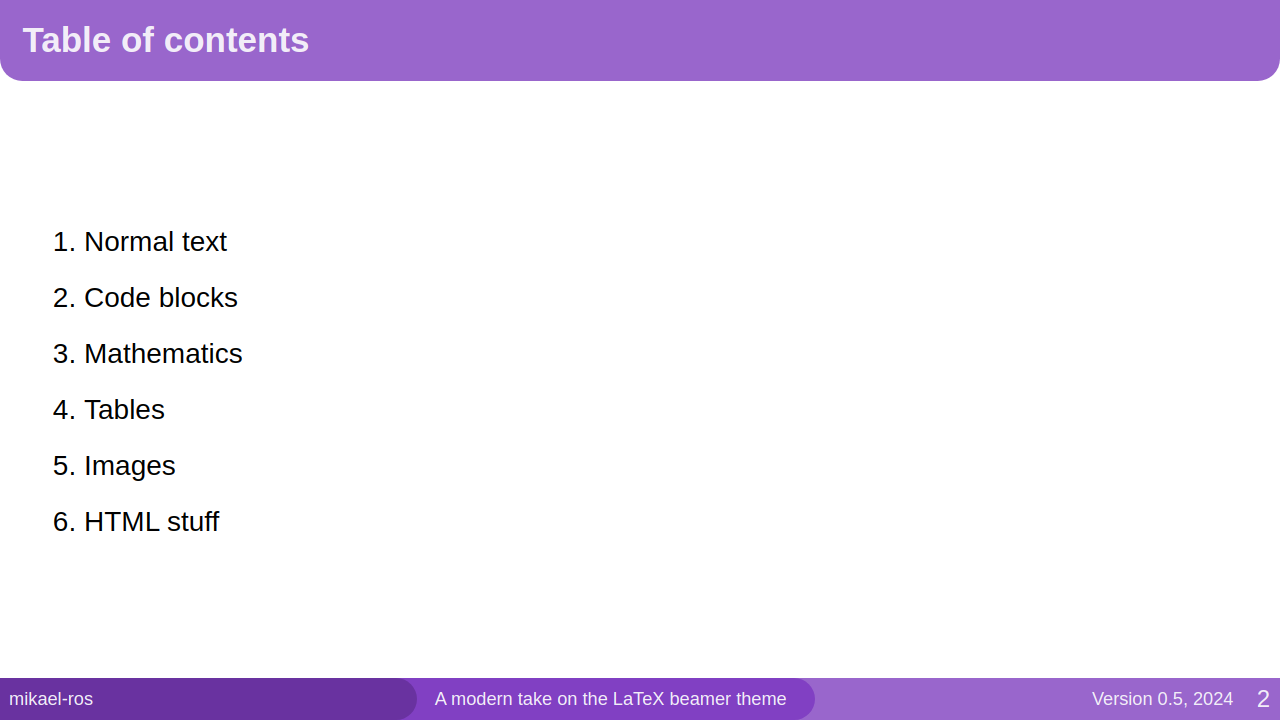 Table of contents
1. Normal text
2. Code blocks
3. Mathematics
4. Tables
5. Images
6. HTML stuff
mikael-ros
A modern take on the LaTeX beamer theme
Version 0.5, 2024
2